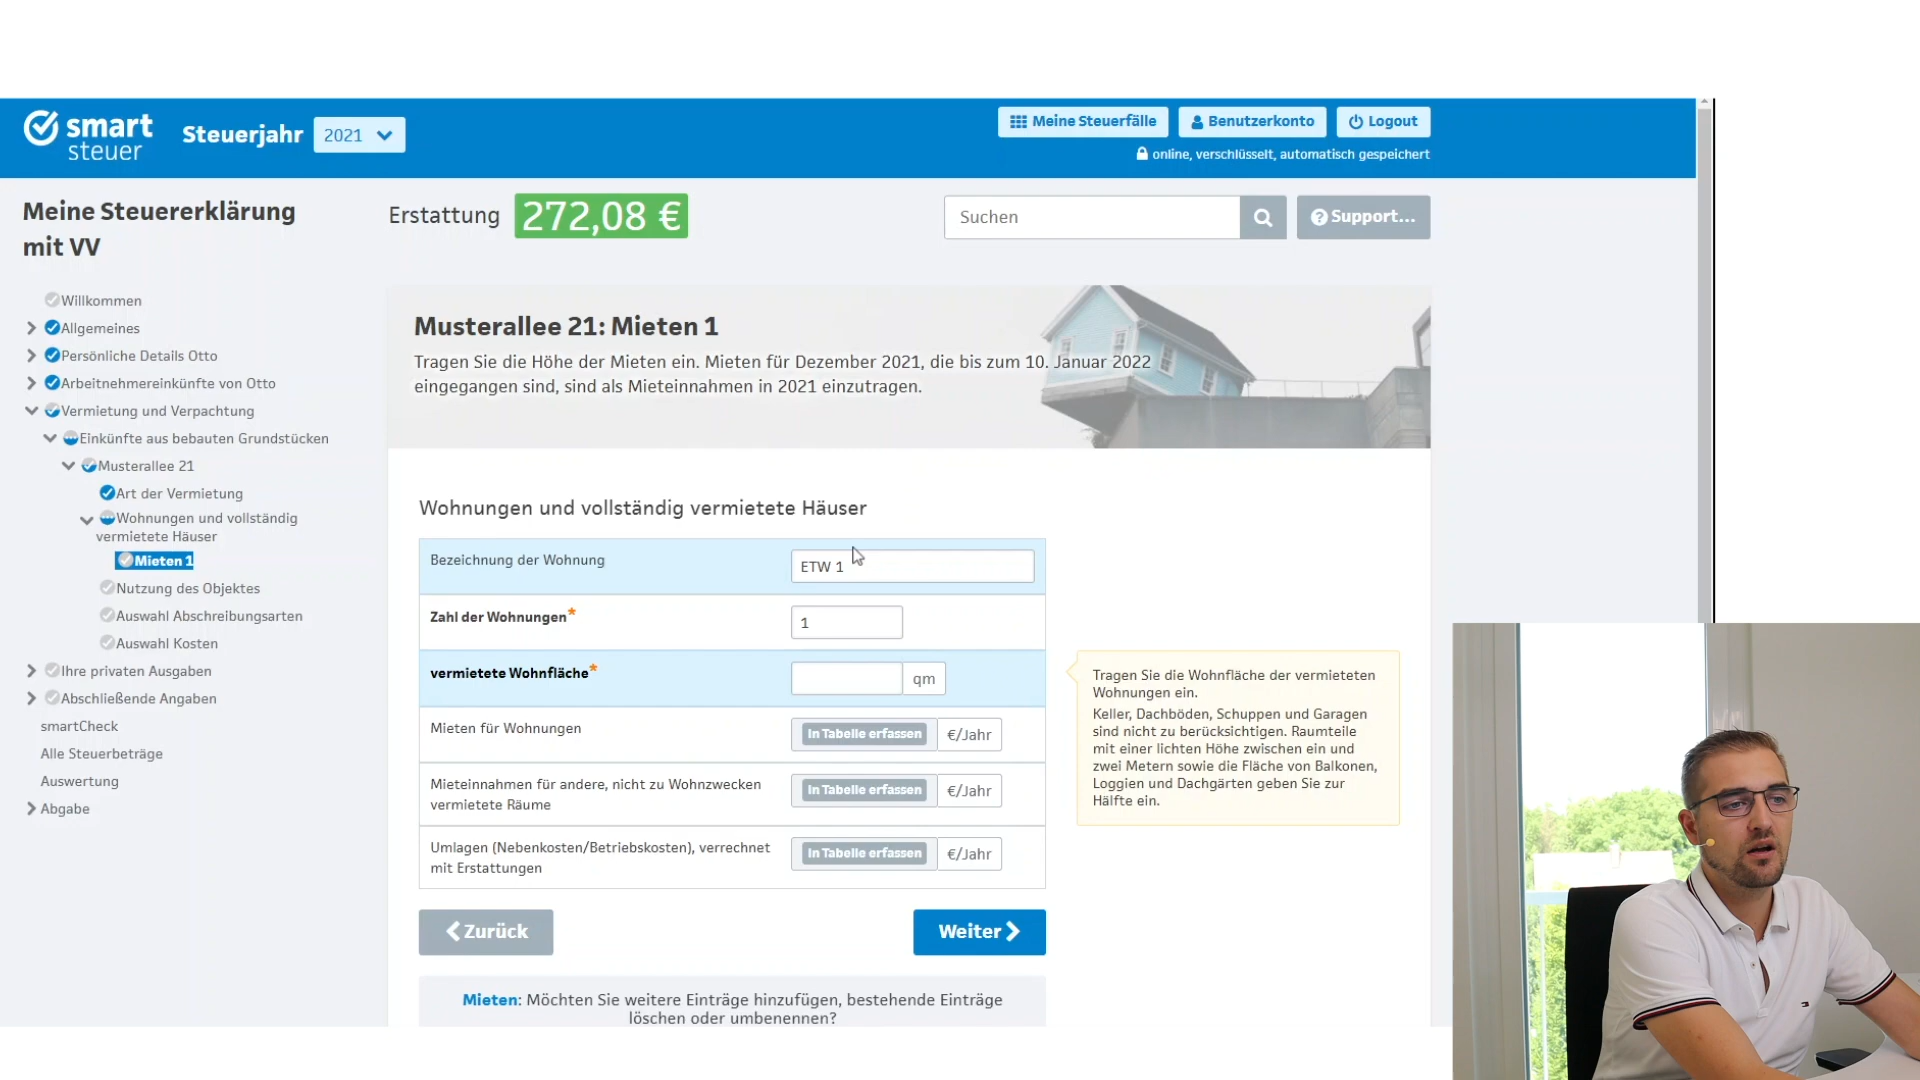 smart
steuer
Steuerjahr
2021
Meine Steuerfälle
Benutzerkonto
Logout
online, verschlüsselt, automatisch gespeichert
Meine Steuererklärung
mit VV
Erstattung
272,08 €
Suchen
Support...
Willkommen
Allgemeines
Persönliche Details Otto
Arbeitnehmereinkünfte von Otto
Vermietung und Verpachtung
Einkünfte aus bebauten Grundstücken
Musterallee 21
Art der Vermietung
Wohnungen und vollständig
vermietete Häuser
Mieten 1
Nutzung des Objektes
Auswahl Abschreibungsarten
Auswahl Kosten
Ihre privaten Ausgaben
Abschließende Angaben
smartCheck
Alle Steuerbeträge
Auswertung
Abgabe
Musterallee 21: Mieten 1
Tragen Sie die Höhe der Mieten ein. Mieten für Dezember 2021, die bis zum 10. Januar 2022
eingegangen sind, sind als Mieteinnahmen in 2021 einzutragen.
Wohnungen und vollständig vermietete Häuser
Bezeichnung der Wohnung
ETW 1
Zahl der Wohnungen*
1
vermietete Wohnfläche*
qm
Mieten für Wohnungen
In Tabelle erfassen
€/Jahr
Mieteinnahmen für andere, nicht zu Wohnzwecken
vermietete Räume
In Tabelle erfassen
€/Jahr
Umlagen (Nebenkosten/Betriebskosten), verrechnet
mit Erstattungen
In Tabelle erfassen
€/Jahr
Tragen Sie die Wohnfläche der vermieteten
Wohnungen ein.
Keller, Dachböden, Schuppen und Garagen
sind nicht zu berücksichtigen. Raumteile
mit einer lichten Höhe zwischen ein und
zwei Metern sowie die Fläche von Balkonen,
Loggien und Dachgärten geben Sie zur
Hälfte ein.
Zurück
Weiter
Mieten: Möchten Sie weitere Einträge hinzufügen, bestehende Einträge
löschen oder umbenennen?